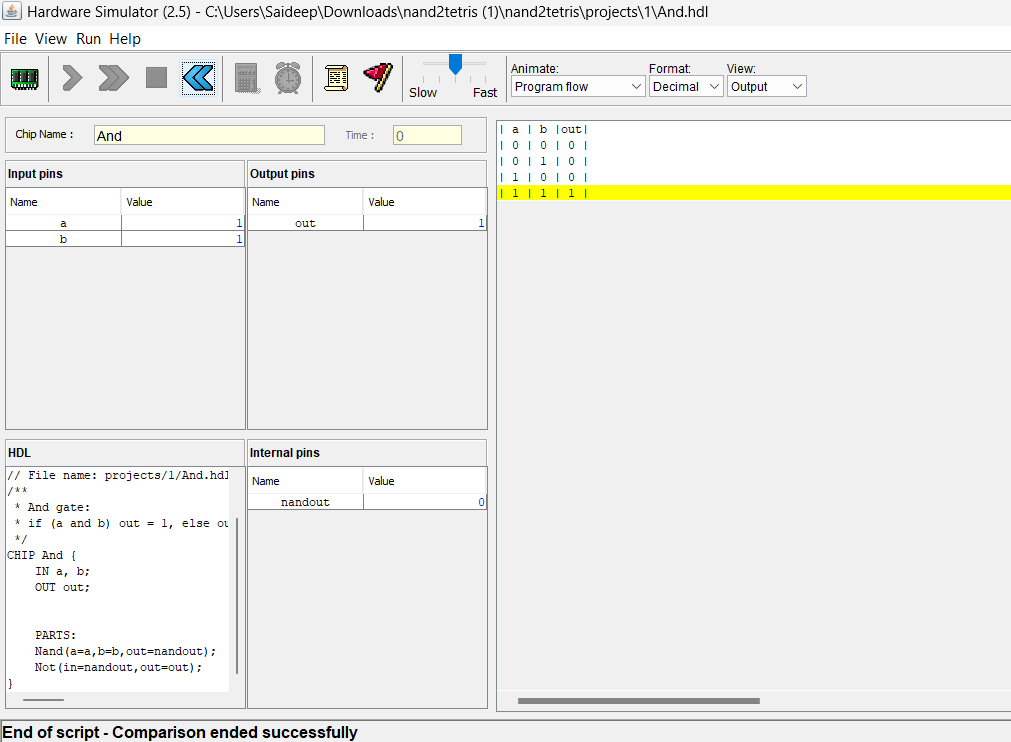 Hardware Simulator (2.5) - C:\Users\Saideep\Downloads\nand2tetris (1)\nand2tetris\projects\1\And.hdl
File View Run Help
Slow Fast
Animate: Format: View:
Program flow Decimal Output
Chip Name : And Time : 0
Input pins
Name Value
a 1
b 1
Output pins
Name Value
out 1
HDL
// File name: projects/1/And.hdl
/**
 * And gate:
 * if (a and b) out = 1, else ou
 */
CHIP And {
    IN a, b;
    OUT out;
    PARTS:
    Nand(a=a,b=b,out=nandout);
    Not(in=nandout,out=out);
}
Internal pins
Name Value
nandout 0
| a | b |out|
| 0 | 0 | 0 |
| 0 | 1 | 0 |
| 1 | 0 | 0 |
| 1 | 1 | 1 |
End of script - Comparison ended successfully